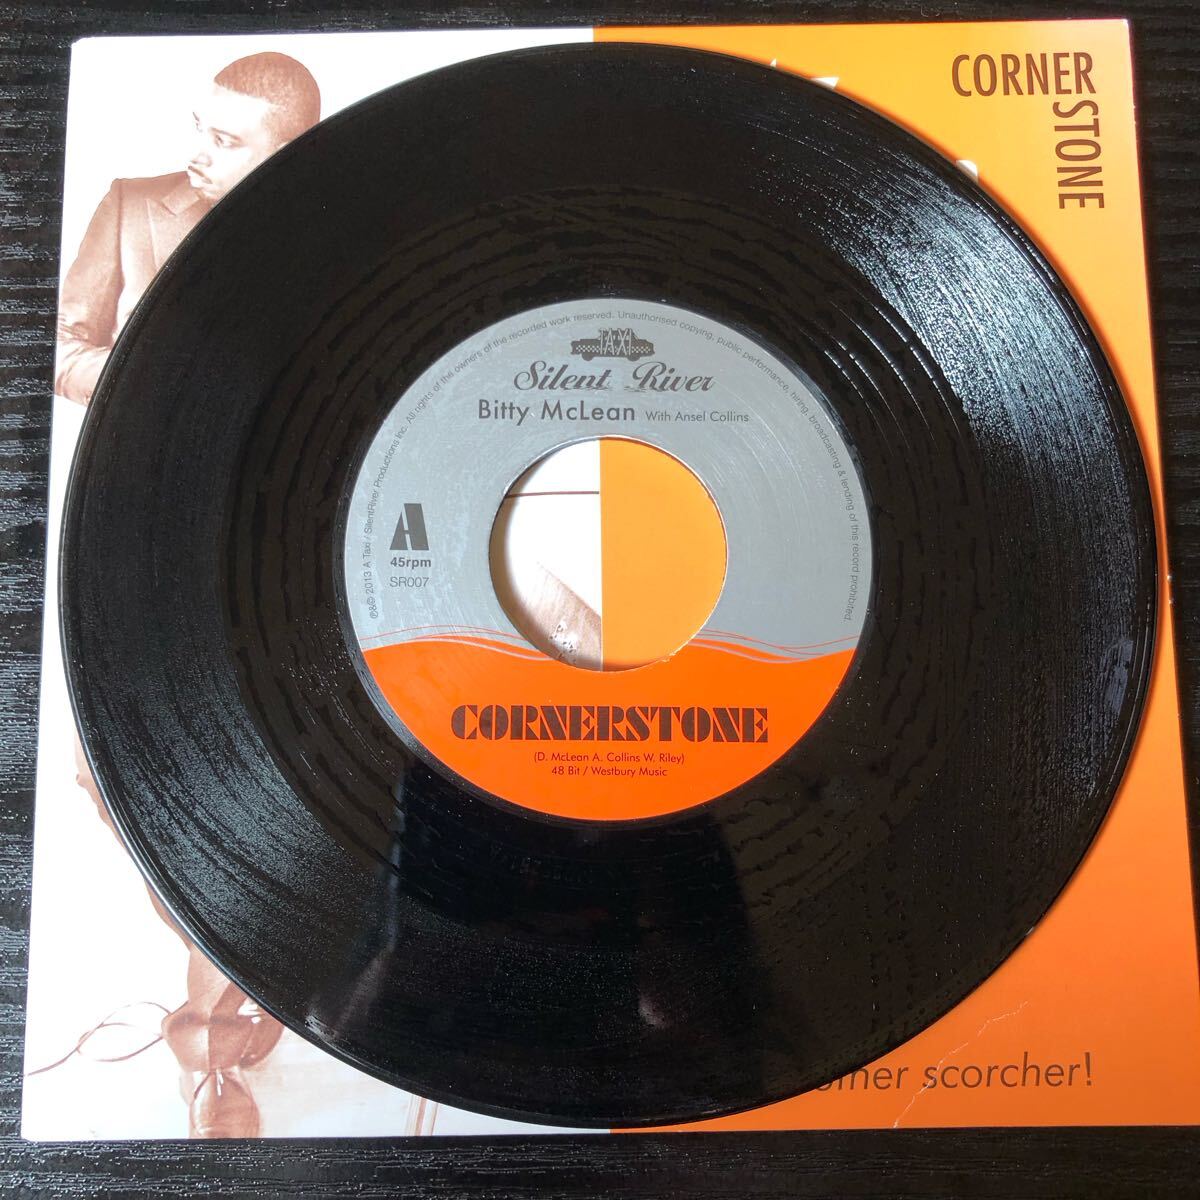 CORNER
STONE
℗&© 2013 A Taxi / SilentRiver Productions Inc. All rights of the owners of the recorded work reserved. Unauthorised copying, public performance, hiring, broadcasting & lending of this record prohibited.
TAXI
Silent River
Bitty McLean With Ansel Collins
A
45rpm
SR007
CORNERSTONE
(D. McLean A. Collins W. Riley)
48 Bit / Westbury Music
scorcher!